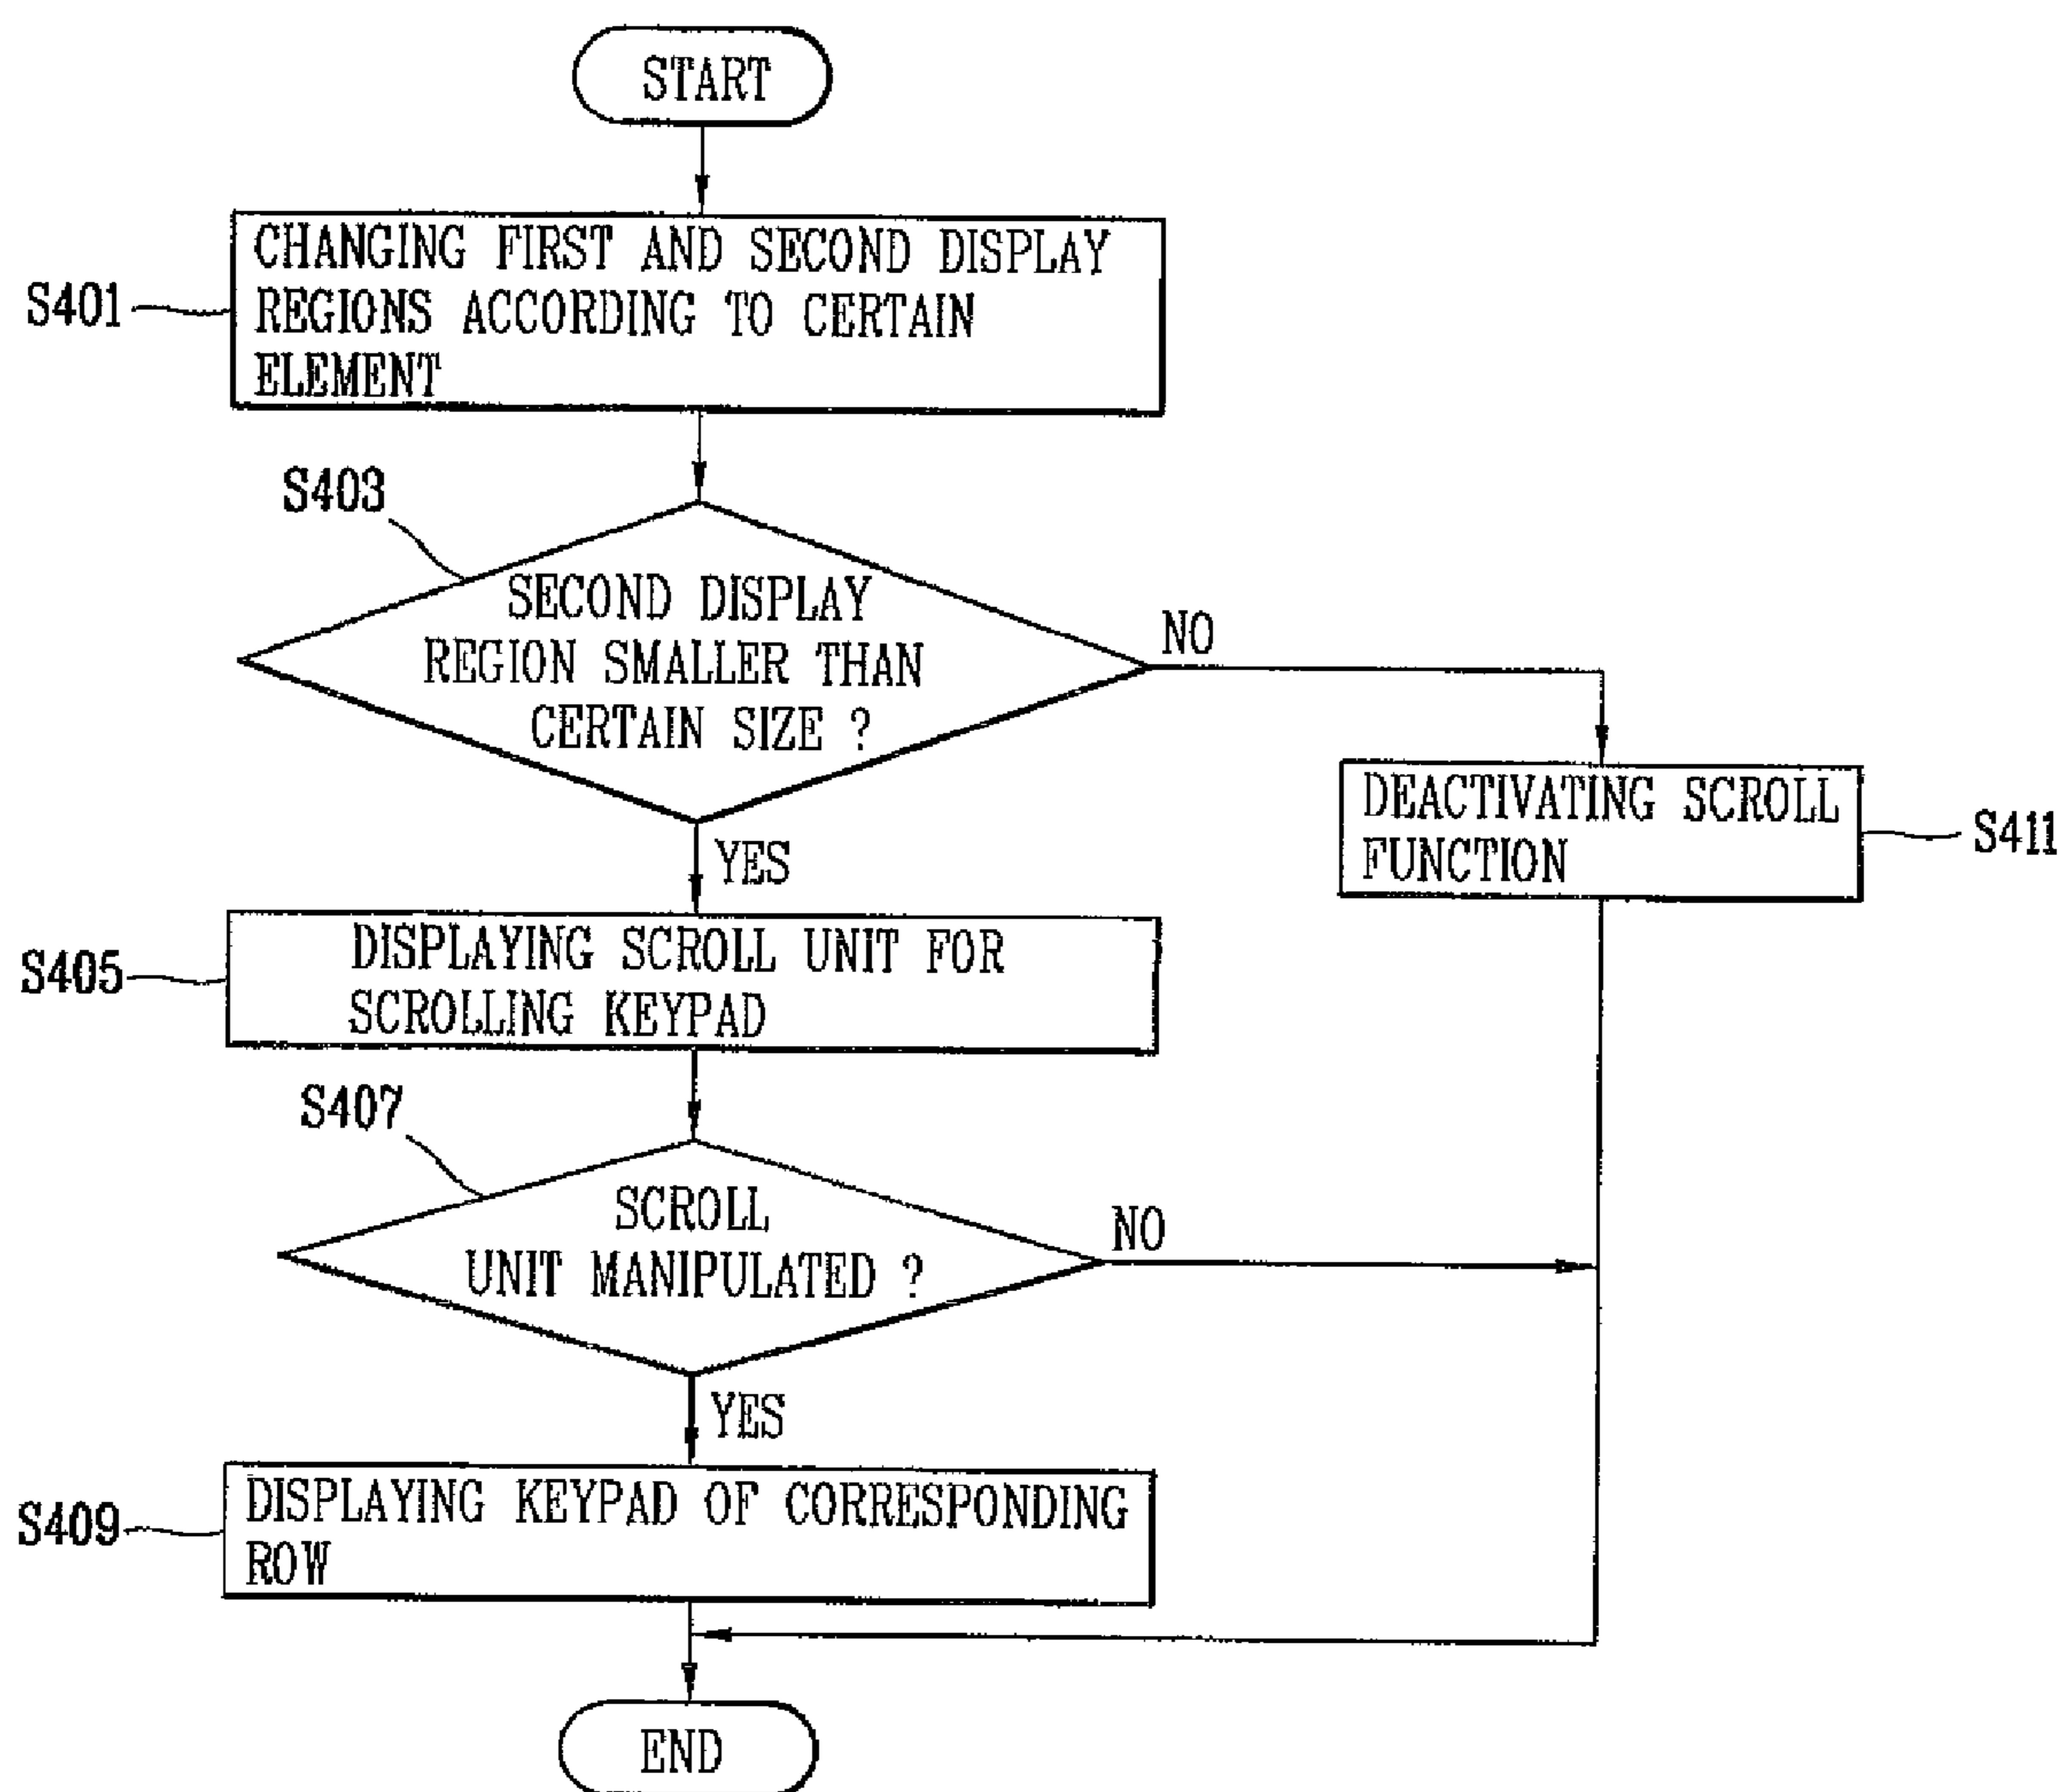 START
S401
CHANGING FIRST AND SECOND DISPLAY
REGIONS ACCORDING TO CERTAIN
ELEMENT
S403
SECOND DISPLAY
REGION SMALLER THAN
CERTAIN SIZE ?
NO
YES
DEACTIVATING SCROLL
FUNCTION
S411
S405
DISPLAYING SCROLL UNIT FOR
SCROLLING KEYPAD
S407
SCROLL
UNIT MANIPULATED ?
NO
YES
S409
DISPLAYING KEYPAD OF CORRESPONDING
ROW
END